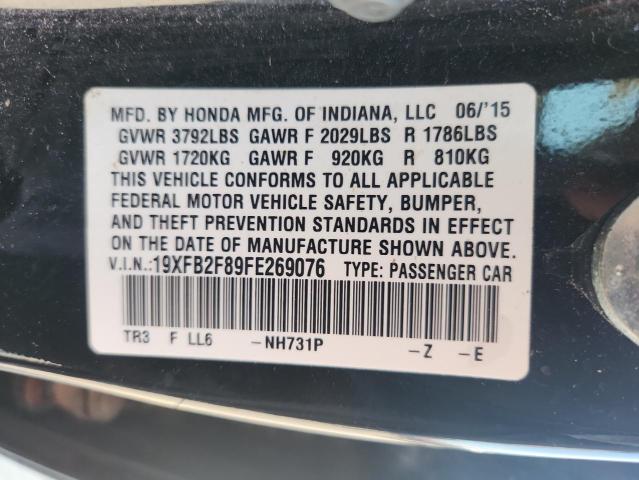 MFD. BY HONDA MFG. OF INDIANA, LLC 06/'15
GVWR 3792LBS GAWR F 2029LBS R 1786LBS
GVWR 1720KG GAWR F 920KG R 810KG
THIS VEHICLE CONFORMS TO ALL APPLICABLE
FEDERAL MOTOR VEHICLE SAFETY, BUMPER,
AND THEFT PREVENTION STANDARDS IN EFFECT
ON THE DATE OF MANUFACTURE SHOWN ABOVE.
V.I.N.:19XFB2F89FE269076 TYPE: PASSENGER CAR
TR3 F LL6 -NH731P -Z -E